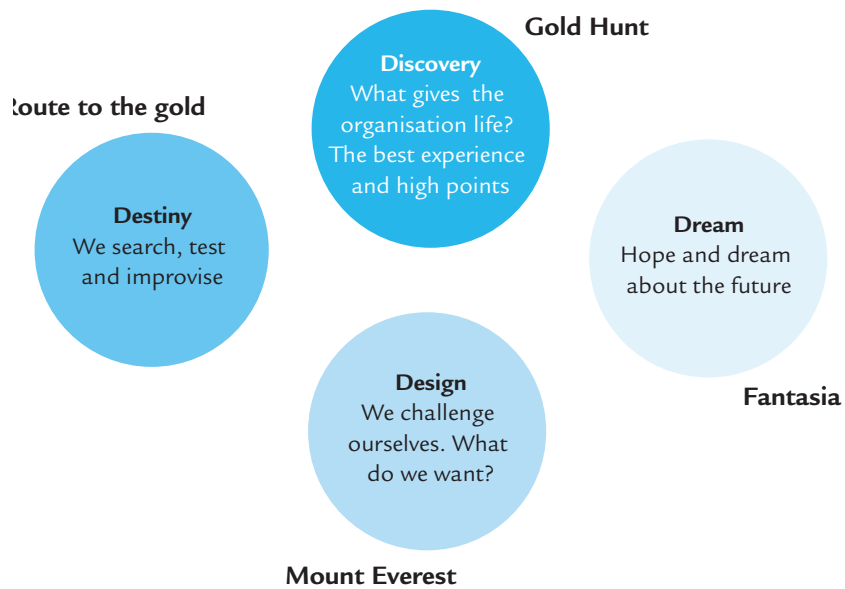 Gold Hunt
Discovery
What gives the
organisation life?
The best experience
and high points
to the gold
Destiny
We search, test
and improvise
Dream
Hope and dream
about the future
Fantasia
Design
We challenge
ourselves. What
do we want?
Mount Everest